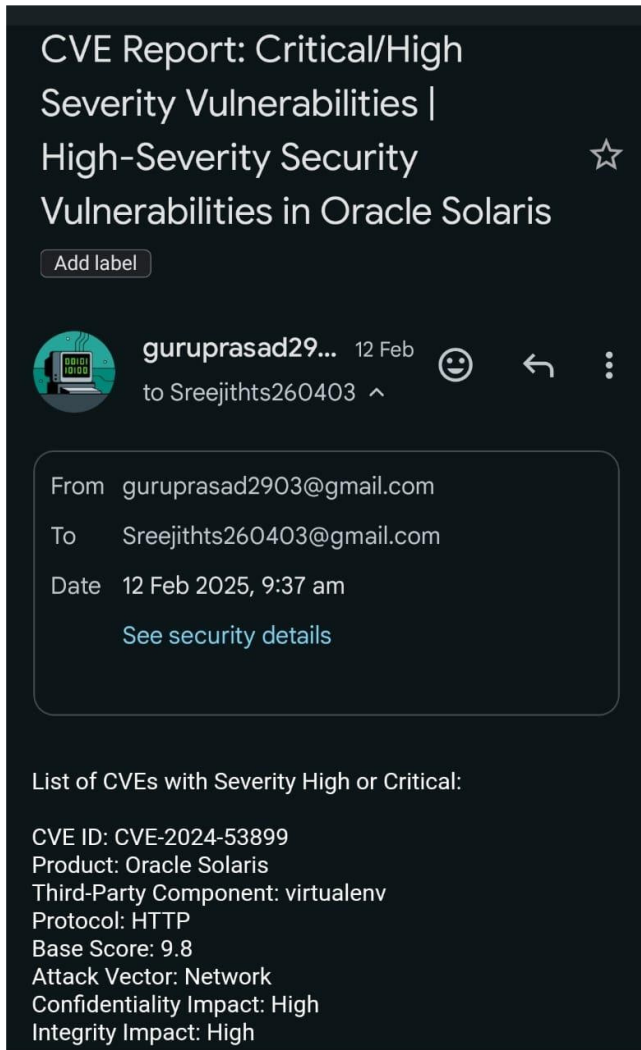 CVE Report: Critical/High
Severity Vulnerabilities |
High-Severity Security
Vulnerabilities in Oracle Solaris
Add label
00101
10100
guruprasad29... 12 Feb
to Sreejithts260403
From guruprasad2903@gmail.com
To Sreejithts260403@gmail.com
Date 12 Feb 2025, 9:37 am
See security details
List of CVEs with Severity High or Critical:
CVE ID: CVE-2024-53899
Product: Oracle Solaris
Third-Party Component: virtualenv
Protocol: HTTP
Base Score: 9.8
Attack Vector: Network
Confidentiality Impact: High
Integrity Impact: High